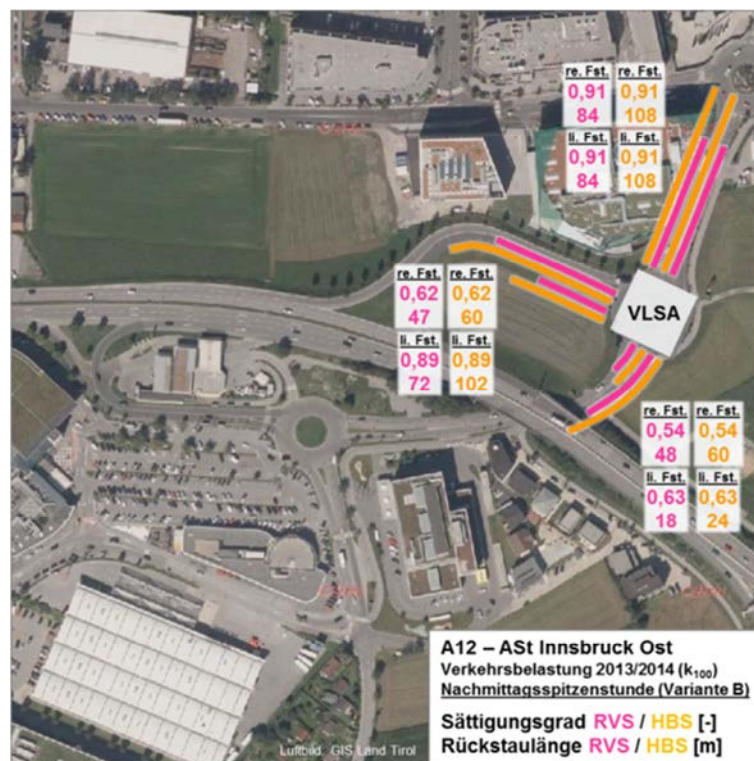 re. Fst. re. Fst.
0,91 0,91
84 108
li. Fst. li. Fst.
0,91 0,91
84 108
re. Fst. re. Fst.
0,62 0,62
47 60
li. Fst. li. Fst.
0,89 0,89
72 102
VLSA
re. Fst. re. Fst.
0,54 0,54
48 60
li. Fst. li. Fst.
0,63 0,63
18 24
A12 – ASt Innsbruck Ost
Verkehrsbelastung 2013/2014 (k₁₀₀)
Nachmittagsspitzenstunde (Variante B)
Sättigungsgrad RVS / HBS [-]
Rückstaulänge RVS / HBS [m]
Luftbild: GIS Land Tirol